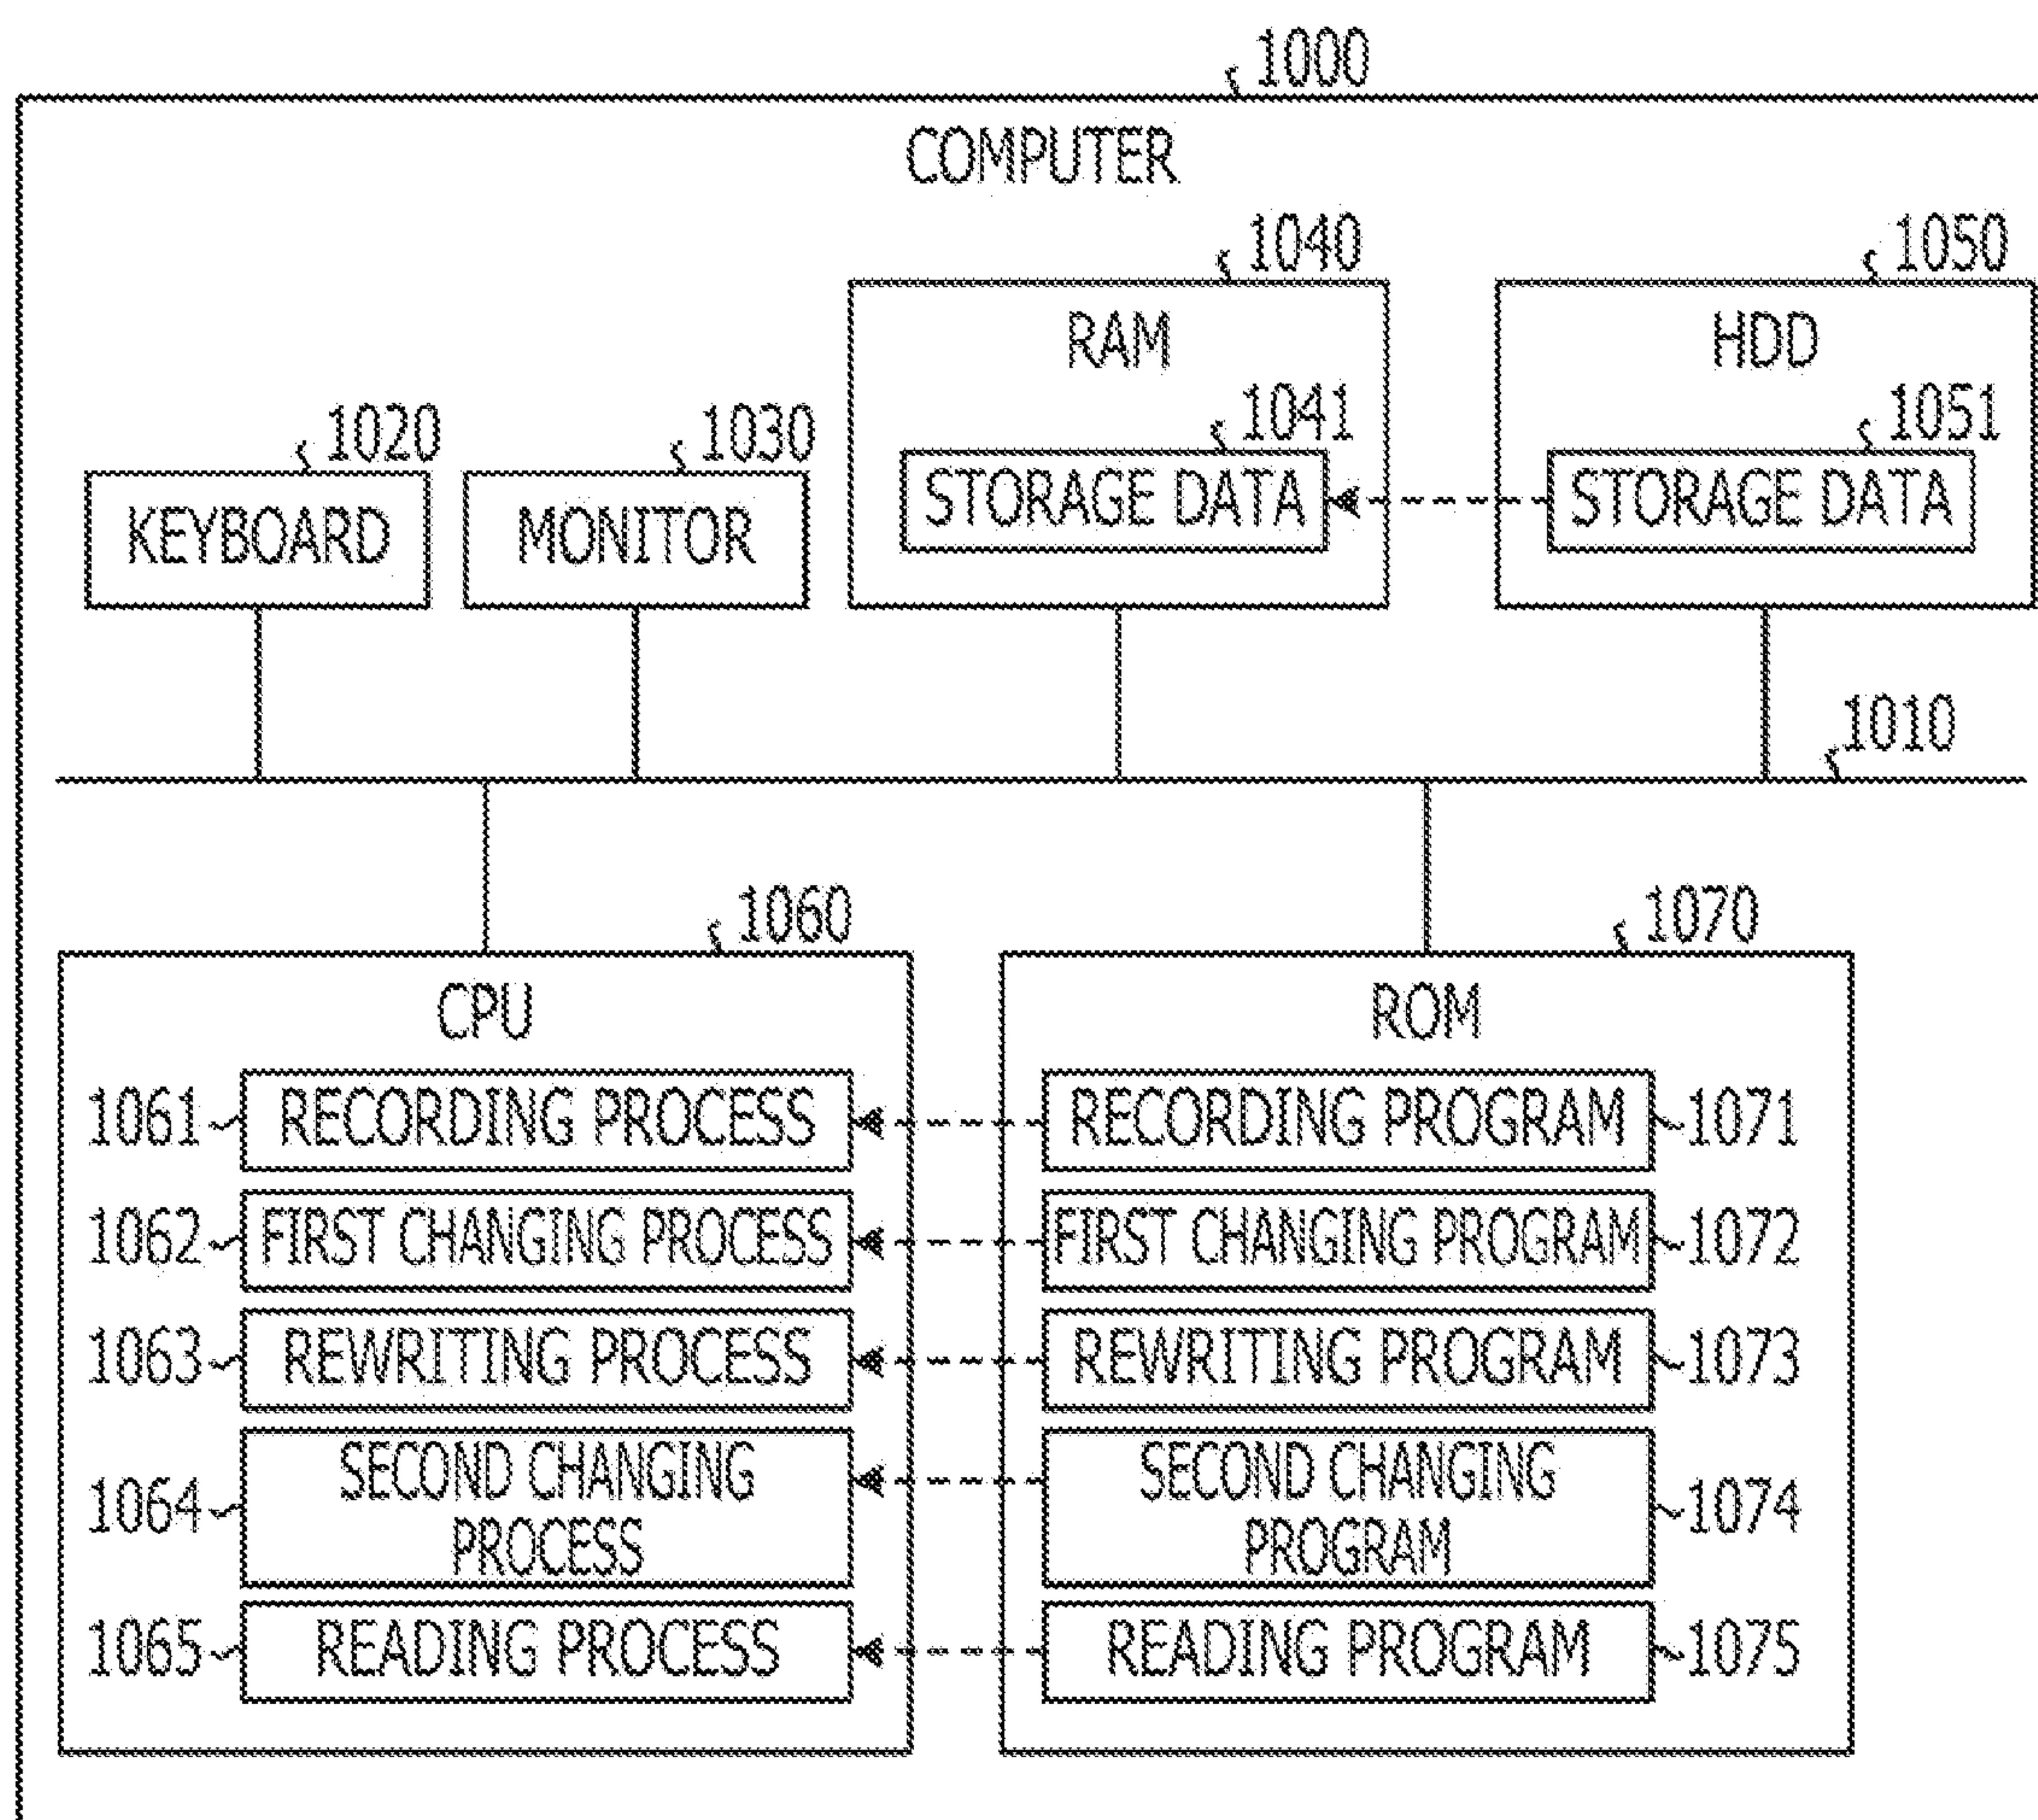 1000
COMPUTER
1040
1050
RAM
HDD
1020
1030
1041
1051
KEYBOARD
MONITOR
STORAGE DATA
STORAGE DATA
1010
1060
1070
CPU
ROM
1061
RECORDING PROCESS
RECORDING PROGRAM
1071
1062
FIRST CHANGING PROCESS
FIRST CHANGING PROGRAM
1072
1063
REWRITING PROCESS
REWRITING PROGRAM
1073
1064
SECOND CHANGING
PROCESS
SECOND CHANGING
PROGRAM
1074
1065
READING PROCESS
READING PROGRAM
1075